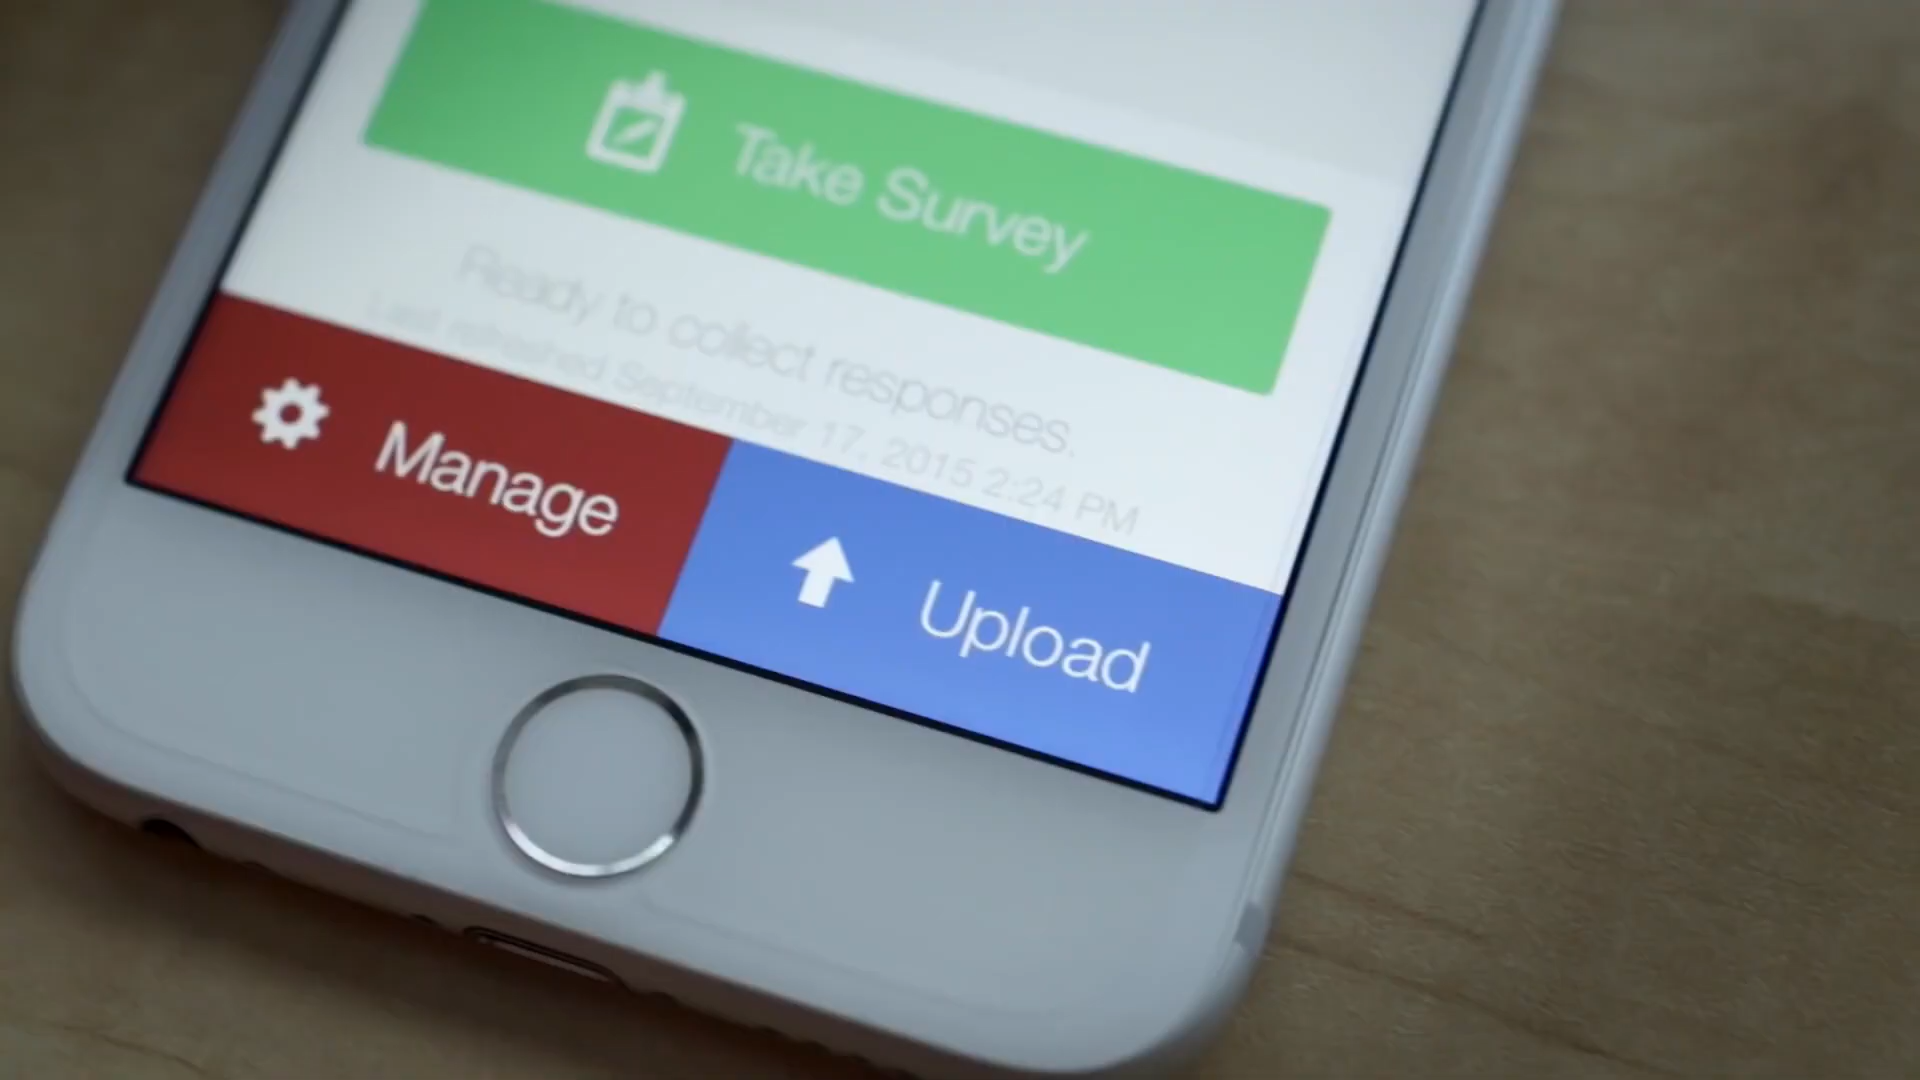 Take Survey
Ready to collect responses.
Last refreshed September 17, 2015 2:24 PM
Manage
Upload